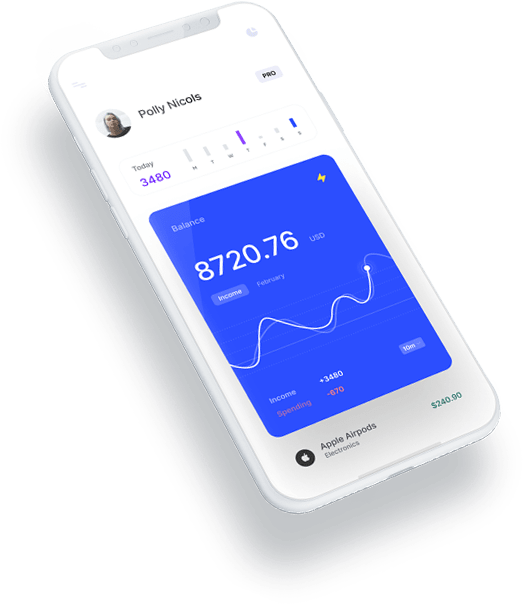 PRO
Polly Nicols
Today
3480
M T W T F S S
Balance
8720.76 USD
Income February
10m
Income +3480
Spending -670
Apple Airpods $240.90
Electronics